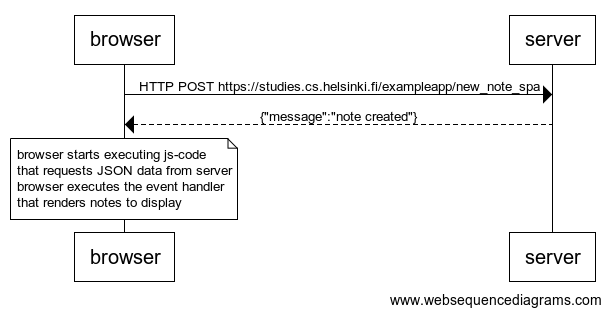 browser
server
HTTP POST https://studies.cs.helsinki.fi/exampleapp/new_note_spa
{"message":"note created"}
browser starts executing js-code
that requests JSON data from server
browser executes the event handler
that renders notes to display
browser
server
www.websequencediagrams.com